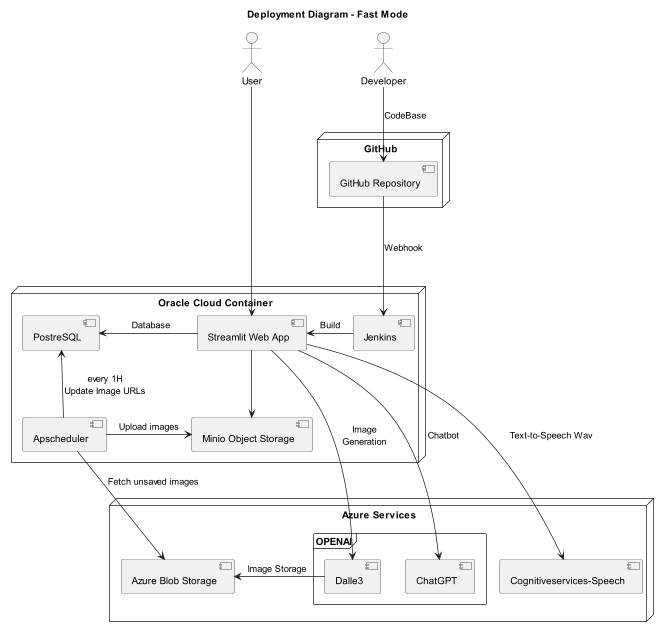 Deployment Diagram - Fast Mode
User
Developer
CodeBase
GitHub
GitHub Repository
Webhook
Oracle Cloud Container
PostreSQL
Database
Streamlit Web App
Build
Jenkins
every 1H
Update Image URLs
Apscheduler
Upload images
Minio Object Storage
Image
Generation
Chatbot
Text-to-Speech Wav
Fetch unsaved images
Azure Services
OPENAI
Azure Blob Storage
Image Storage
Dalle3
ChatGPT
Cognitiveservices-Speech